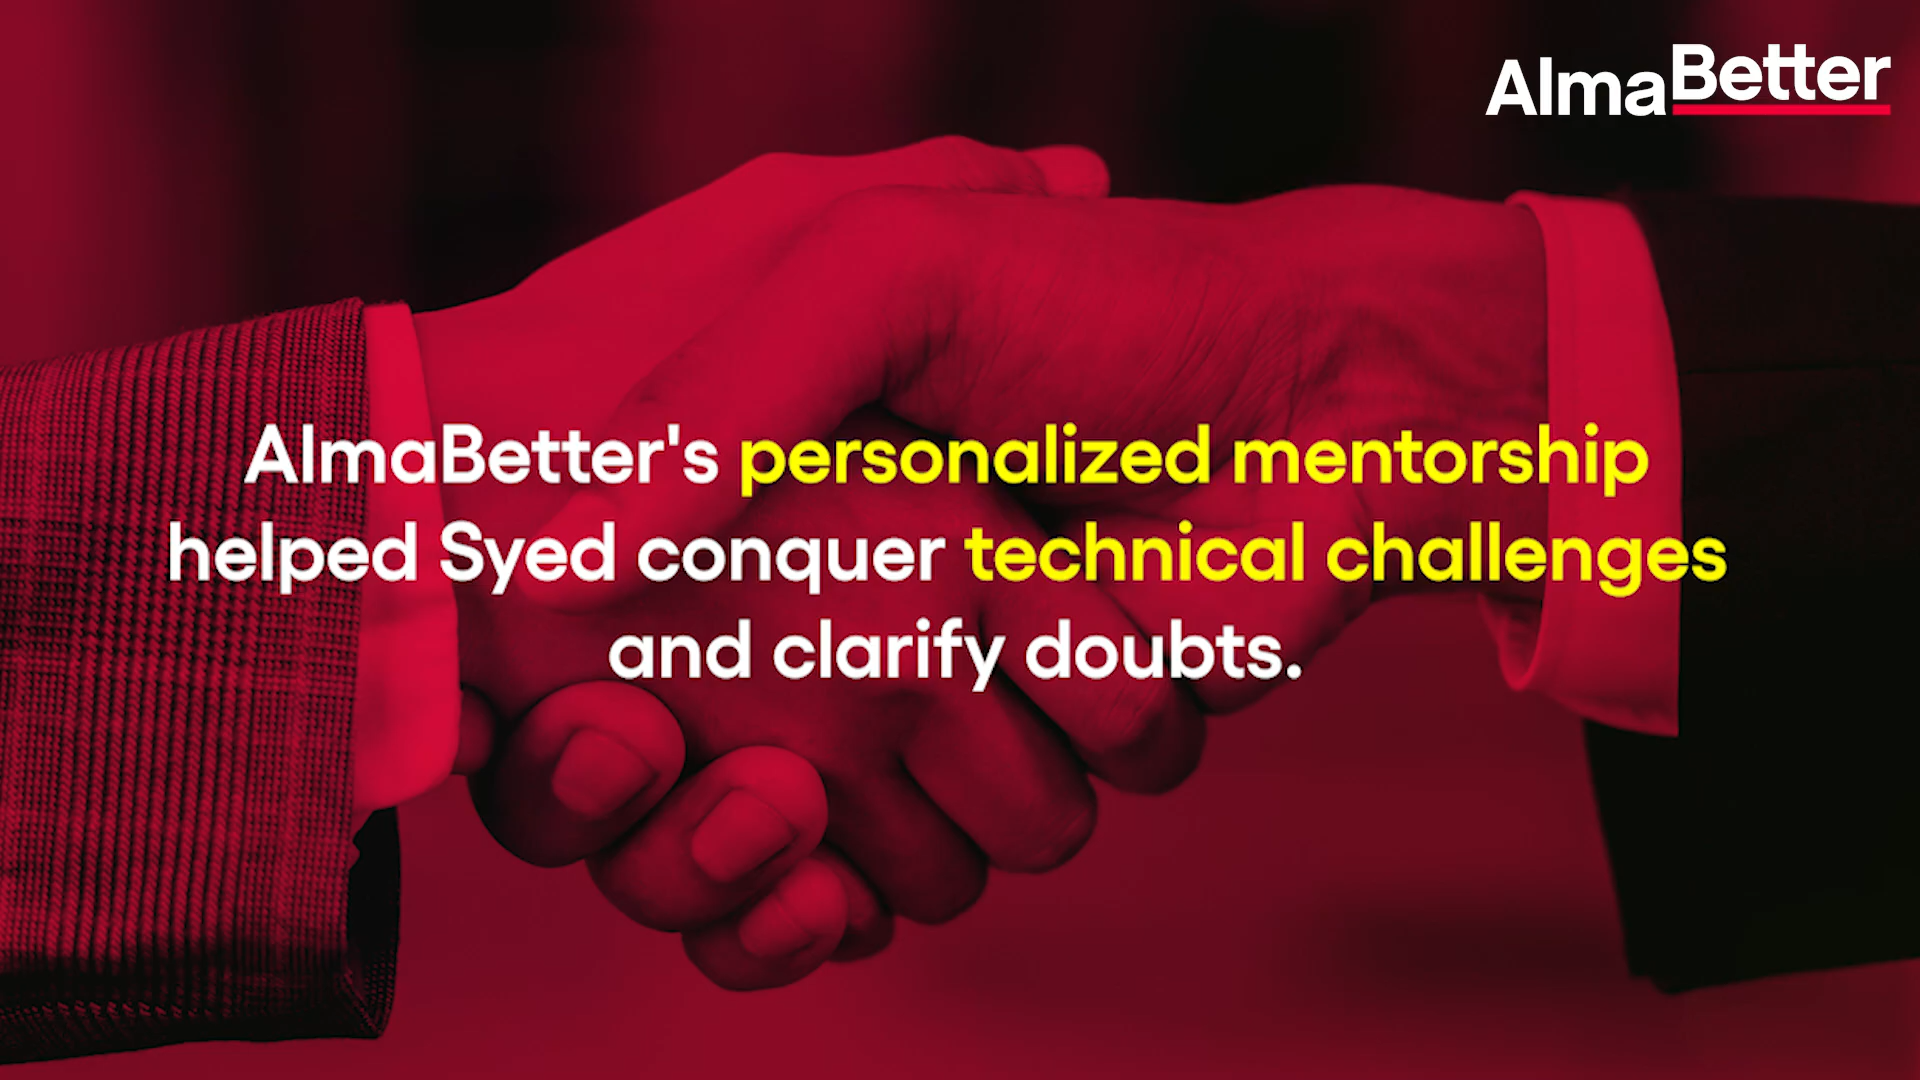 AlmaBetter
AlmaBetter's personalized mentorship
helped Syed conquer technical challenges
and clarify doubts.